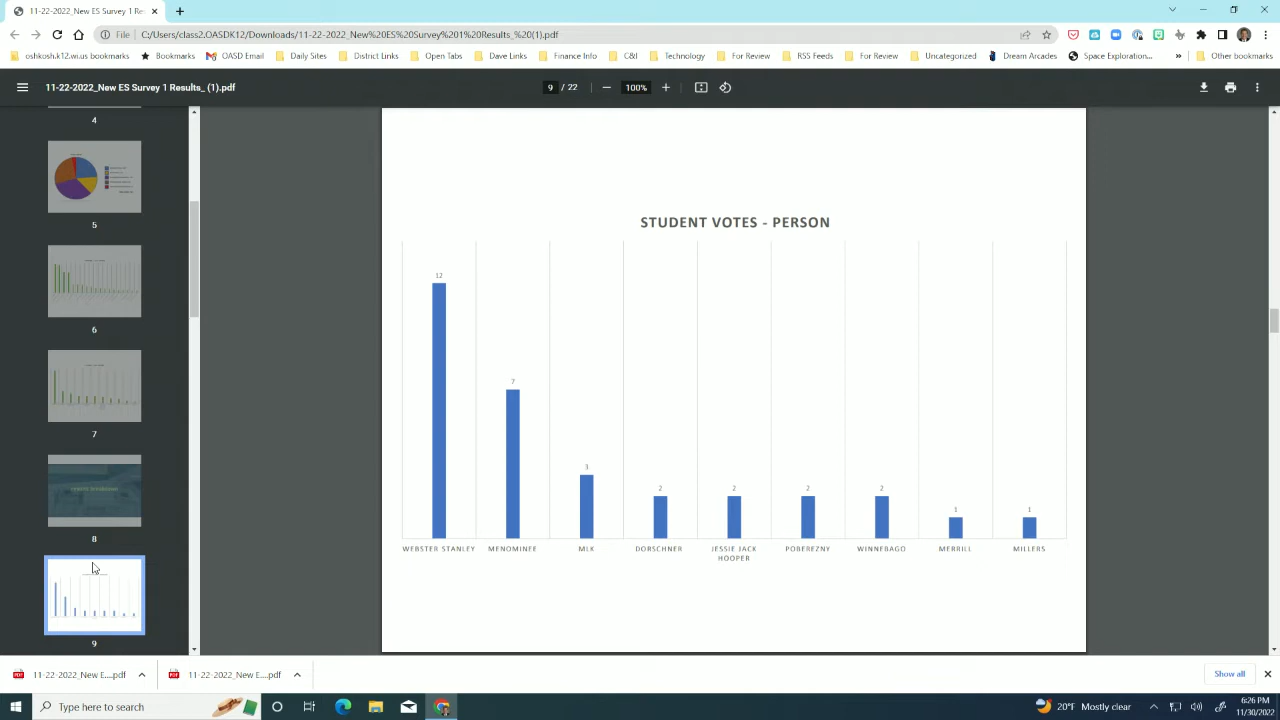 11-22-2022_New ES Survey 1 Res
File C:/Users/class2.OASDK12/Downloads/11-22-2022_New%20ES%20Survey%201%20Results_%20(1).pdf
oshkosh.k12.wi.us bookmarks Bookmarks OASD Email Daily Sites District Links Open Tabs Dave Links Finance Info C&I Technology For Review RSS Feeds For Review Uncategorized Dream Arcades Space Exploration... » Other bookmarks
11-22-2022_New ES Survey 1 Results_ (1).pdf 9 / 22 100%
4
5
6
7
8
9
STUDENT VOTES - PERSON
12
7
3
2
2
2
2
1
1
WEBSTER STANLEY MENOMINEE MLK DORSCHNER JESSIE JACK HOOPER POBEREZNY WINNEBAGO MERRILL MILLERS
11-22-2022_New E....pdf 11-22-2022_New E....pdf Show all
Type here to search 20°F Mostly clear 6:26 PM
11/30/2022